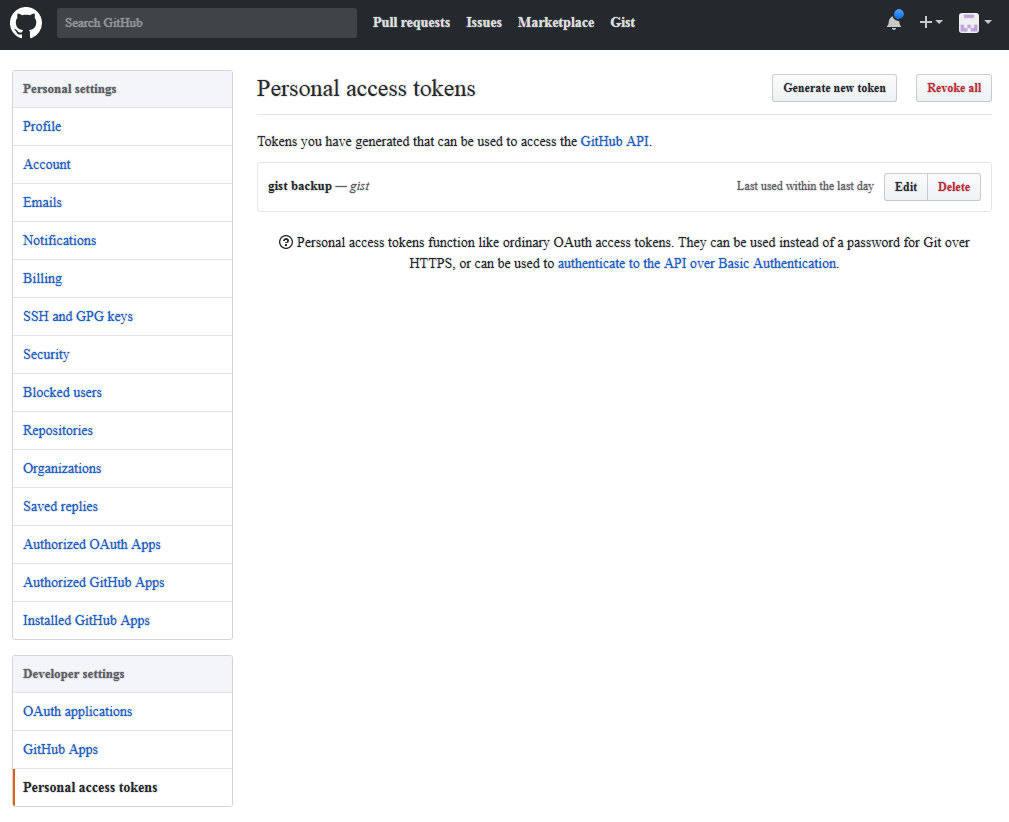 Search GitHub
Pull requests Issues Marketplace Gist
Personal settings
Profile
Account
Emails
Notifications
Billing
SSH and GPG keys
Security
Blocked users
Repositories
Organizations
Saved replies
Authorized OAuth Apps
Authorized GitHub Apps
Installed GitHub Apps
Developer settings
OAuth applications
GitHub Apps
Personal access tokens
Personal access tokens
Generate new token
Revoke all
Tokens you have generated that can be used to access the GitHub API.
gist backup — gist
Last used within the last day
Edit
Delete
Personal access tokens function like ordinary OAuth access tokens. They can be used instead of a password for Git over
HTTPS, or can be used to authenticate to the API over Basic Authentication.